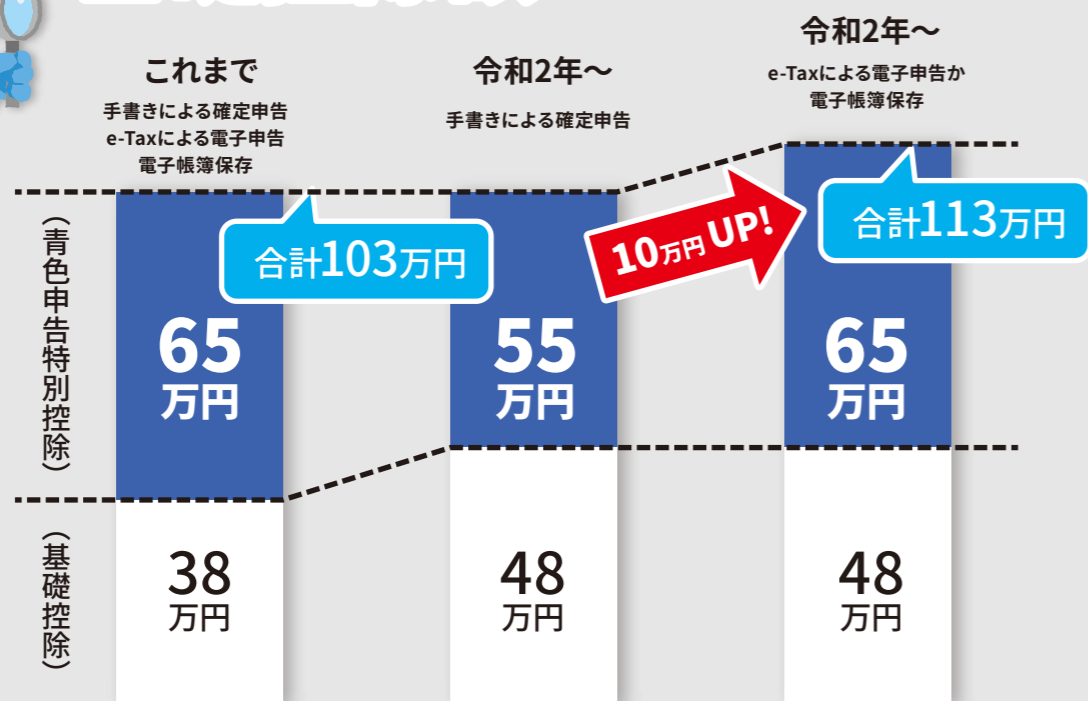 これまで
手書きによる確定申告
e-Taxによる電子申告
電子帳簿保存
令和2年～
手書きによる確定申告
令和2年～
e-Taxによる電子申告か
電子帳簿保存
（青色申告特別控除）
（基礎控除）
合計103万円
65
万円
38
万円
55
万円
48
万円
10万円 UP!
合計113万円
65
万円
48
万円